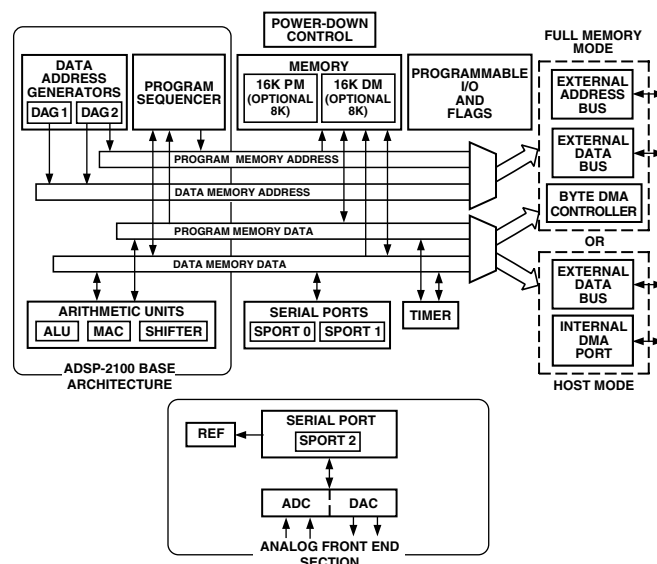 POWER-DOWN
CONTROL
FULL MEMORY
MODE
DATA
ADDRESS
GENERATORS
DAG 1
DAG 2
PROGRAM
SEQUENCER
MEMORY
16K PM
(OPTIONAL
8K)
16K DM
(OPTIONAL
8K)
PROGRAMMABLE
I/O
AND
FLAGS
EXTERNAL
ADDRESS
BUS
EXTERNAL
DATA
BUS
BYTE DMA
CONTROLLER
OR
EXTERNAL
DATA
BUS
INTERNAL
DMA
PORT
HOST MODE
PROGRAM MEMORY ADDRESS
DATA MEMORY ADDRESS
PROGRAM MEMORY DATA
DATA MEMORY DATA
ARITHMETIC UNITS
ALU
MAC
SHIFTER
SERIAL PORTS
SPORT 0
SPORT 1
TIMER
ADSP-2100 BASE
ARCHITECTURE
REF
SERIAL PORT
SPORT 2
ADC
DAC
ANALOG FRONT END
SECTION